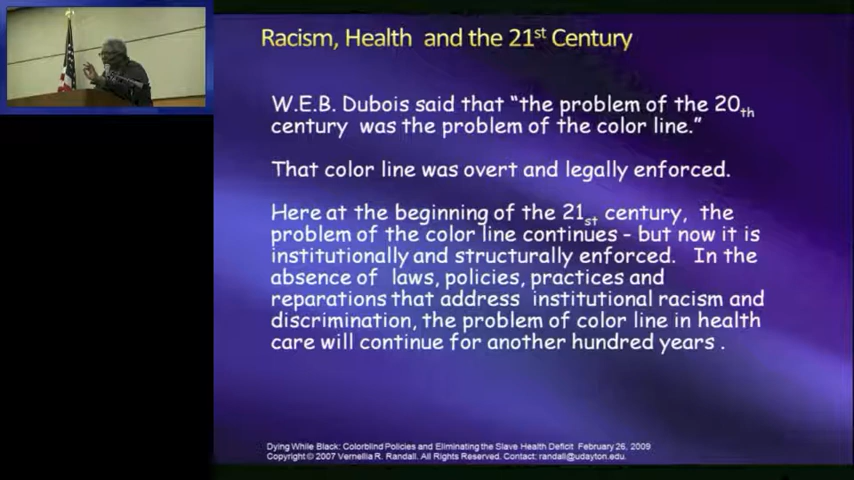 Racism, Health and the 21st Century
W.E.B. Dubois said that “the problem of the 20th
century was the problem of the color line.”
That color line was overt and legally enforced.
Here at the beginning of the 21st century, the
problem of the color line continues - but now it is
institutionally and structurally enforced. In the
absence of laws, policies, practices and
reparations that address institutional racism and
discrimination, the problem of color line in health
care will continue for another hundred years .
Dying While Black: Colorblind Policies and Eliminating the Slave Health Deficit February 26, 2009
Copyright © 2007 Vernellia R. Randall. All Rights Reserved. Contact: randall@udayton.edu.